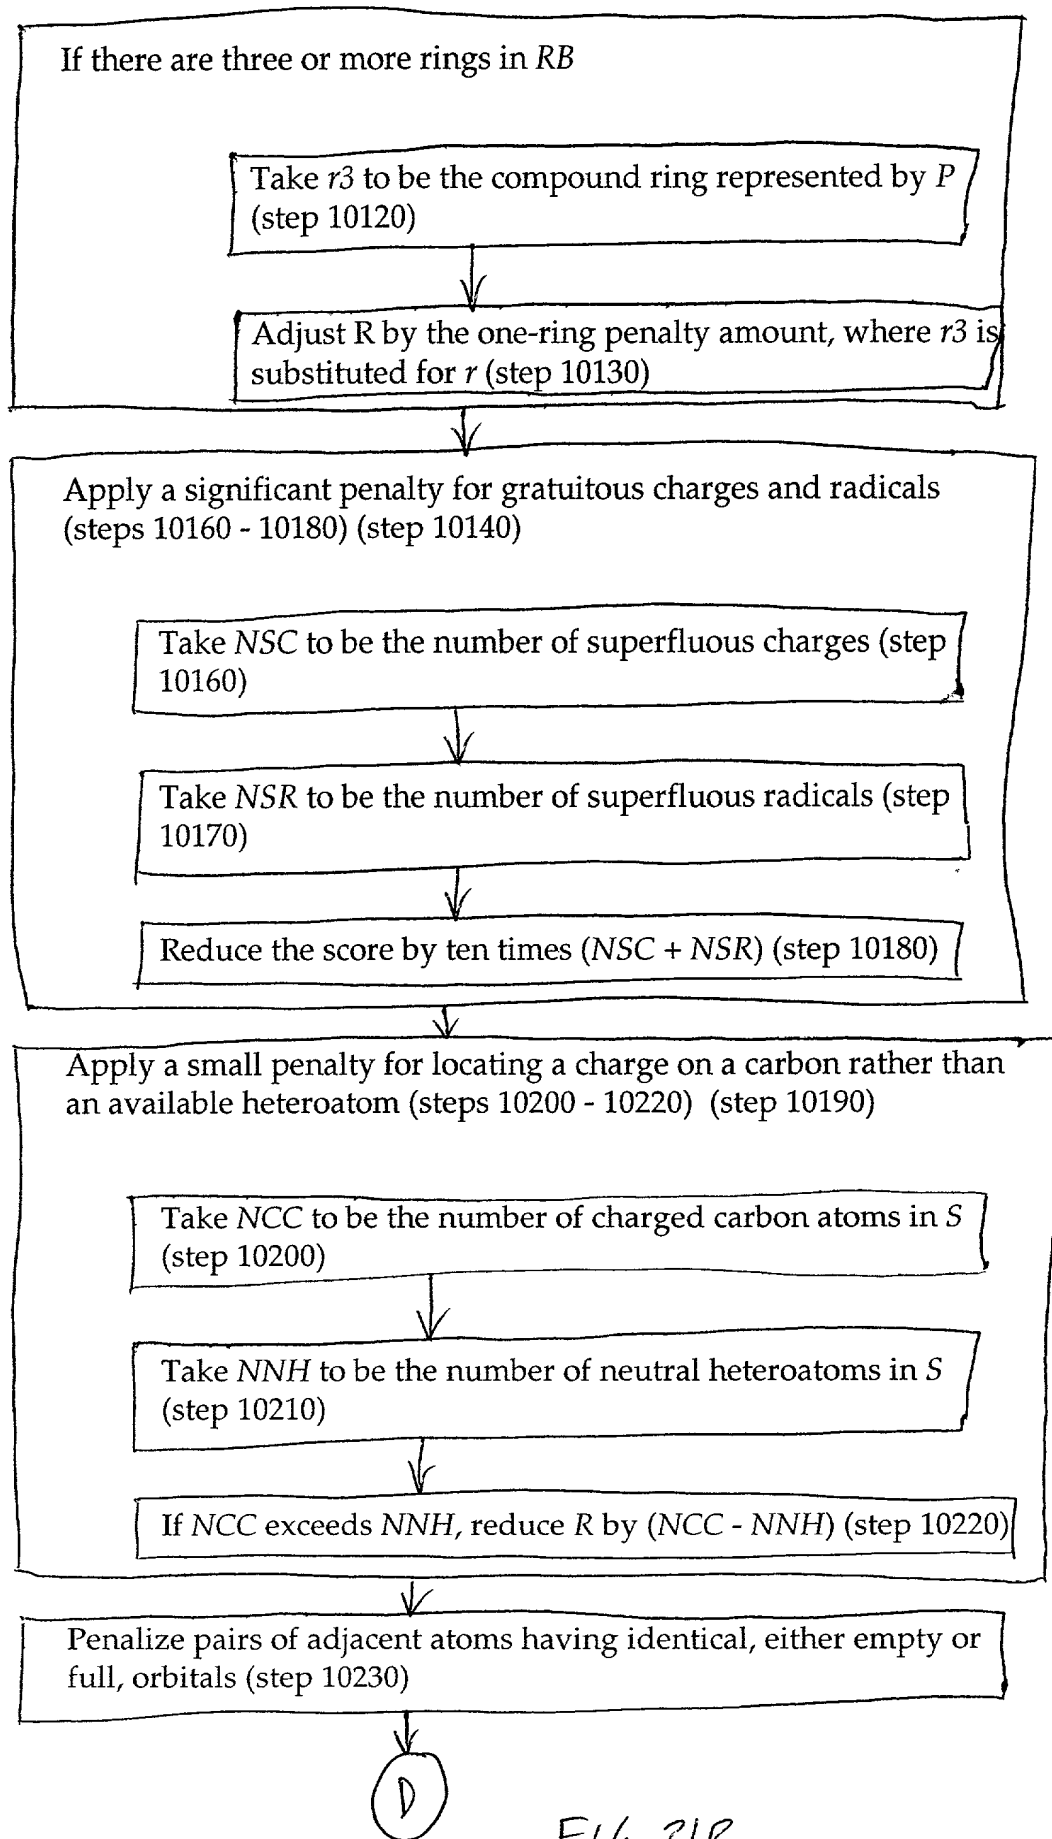 If there are three or more rings in RB
Take r3 to be the compound ring represented by P
(step 10120)
Adjust R by the one-ring penalty amount, where r3 is
substituted for r (step 10130)
Apply a significant penalty for gratuitous charges and radicals
(steps 10160 - 10180) (step 10140)
Take NSC to be the number of superfluous charges (step
10160)
Take NSR to be the number of superfluous radicals (step
10170)
Reduce the score by ten times (NSC + NSR) (step 10180)
Apply a small penalty for locating a charge on a carbon rather than
an available heteroatom (steps 10200 - 10220) (step 10190)
Take NCC to be the number of charged carbon atoms in S
(step 10200)
Take NNH to be the number of neutral heteroatoms in S
(step 10210)
If NCC exceeds NNH, reduce R by (NCC - NNH) (step 10220)
Penalize pairs of adjacent atoms having identical, either empty or
full, orbitals (step 10230)
D